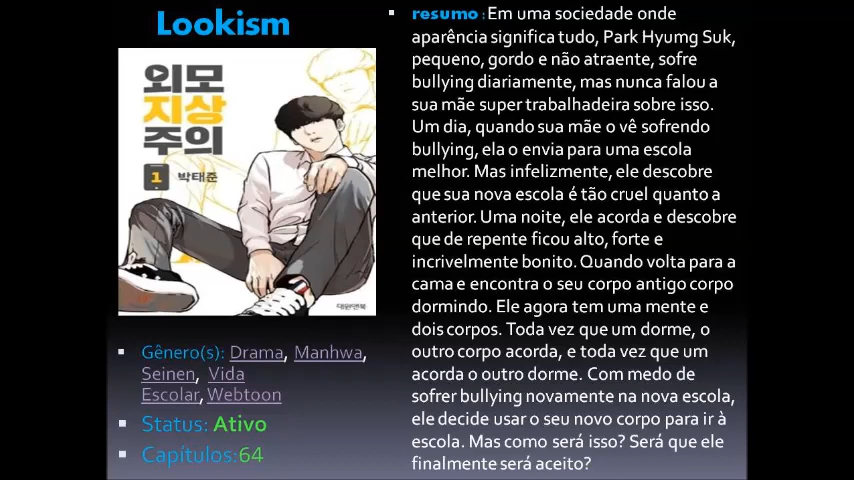 Lookism
외모
지상
주의
1 박태준
대원씨아이
Gênero(s): Drama, Manhwa,
Seinen, Vida
Escolar, Webtoon
Status: Ativo
Capítulos:64
resumo : Em uma sociedade onde
aparência significa tudo, Park Hyumg Suk,
pequeno, gordo e não atraente, sofre
bullying diariamente, mas nunca falou a
sua mãe super trabalhadeira sobre isso.
Um dia, quando sua mãe o vê sofrendo
bullying, ela o envia para uma escola
melhor. Mas infelizmente, ele descobre
que sua nova escola é tão cruel quanto a
anterior. Uma noite, ele acorda e descobre
que de repente ficou alto, forte e
incrivelmente bonito. Quando volta para a
cama e encontra o seu corpo antigo corpo
dormindo. Ele agora tem uma mente e
dois corpos. Toda vez que um dorme, o
outro corpo acorda, e toda vez que um
acorda o outro dorme. Com medo de
sofrer bullying novamente na nova escola,
ele decide usar o seu novo corpo para ir à
escola. Mas como será isso? Será que ele
finalmente será aceito?